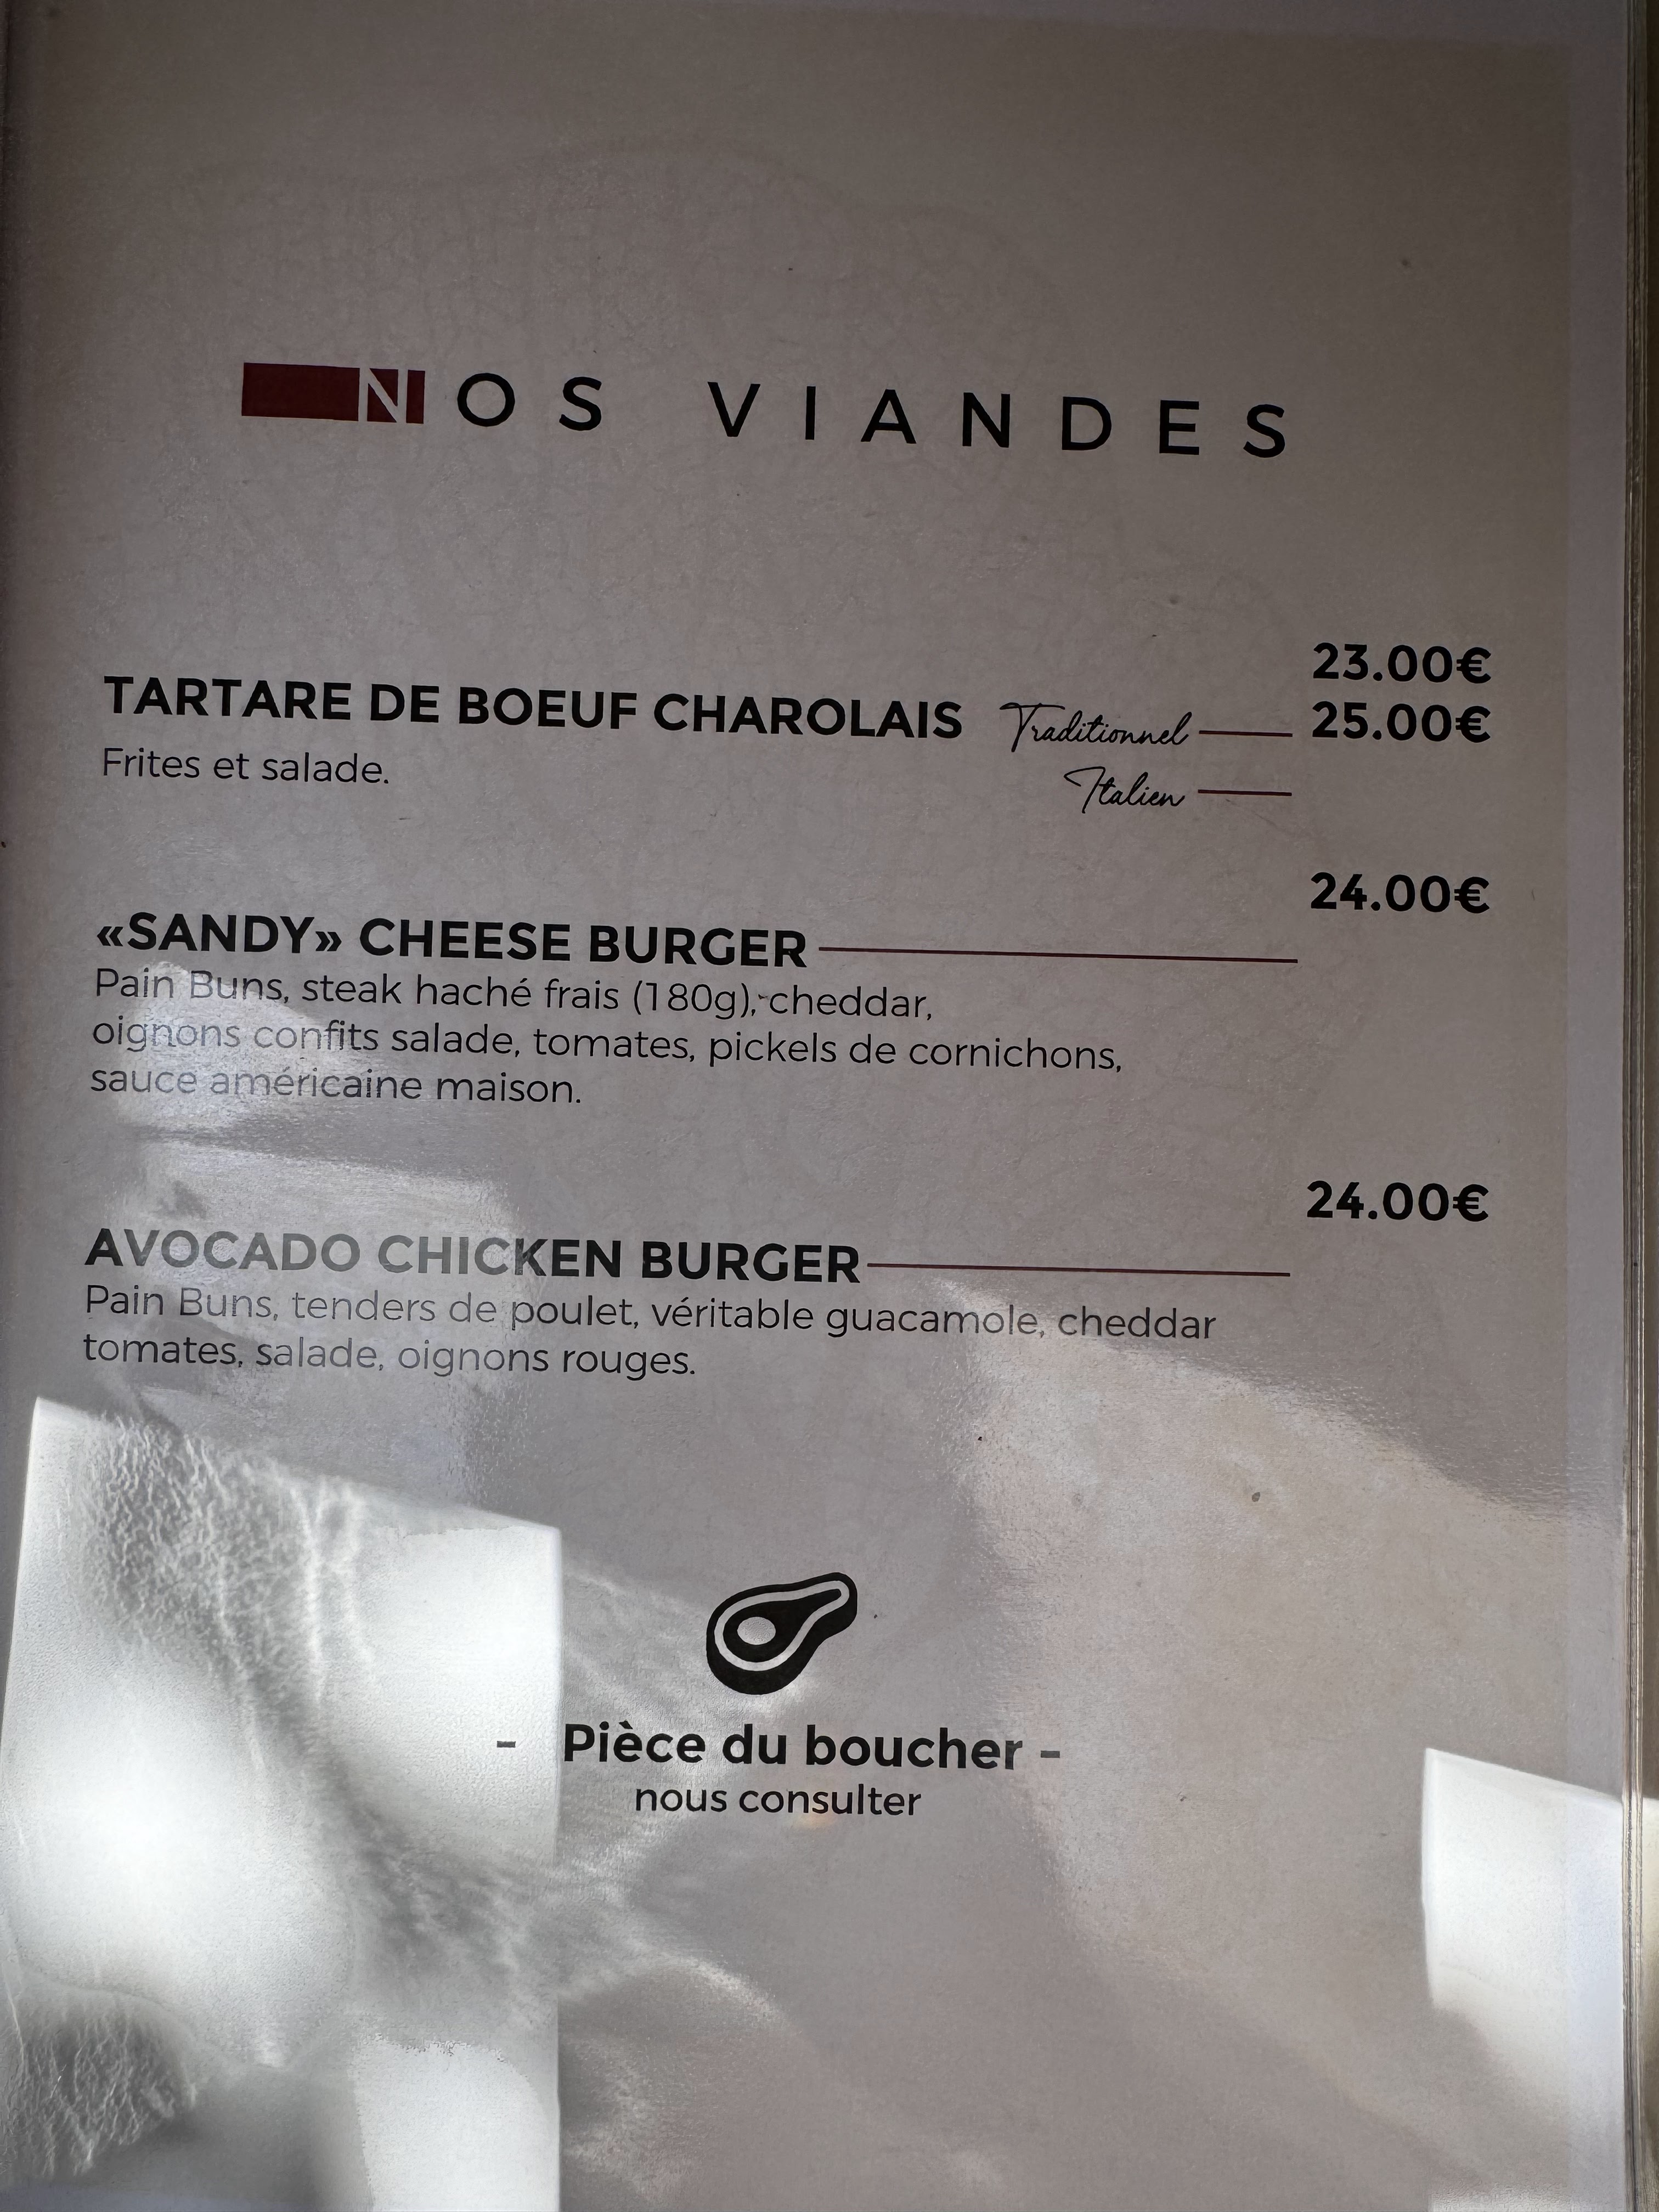 NOS VIANDES
23.00€
TARTARE DE BOEUF CHAROLAIS Traditionnel 25.00€
Frites et salade.
Italien
24.00€
«SANDY» CHEESE BURGER
Pain Buns, steak haché frais (180g), cheddar,
oignons confits salade, tomates, pickels de cornichons,
sauce américaine maison.
24.00€
AVOCADO CHICKEN BURGER
Pain Buns, tenders de poulet, véritable guacamole, cheddar
tomates, salade, oignons rouges.
- Pièce du boucher -
nous consulter